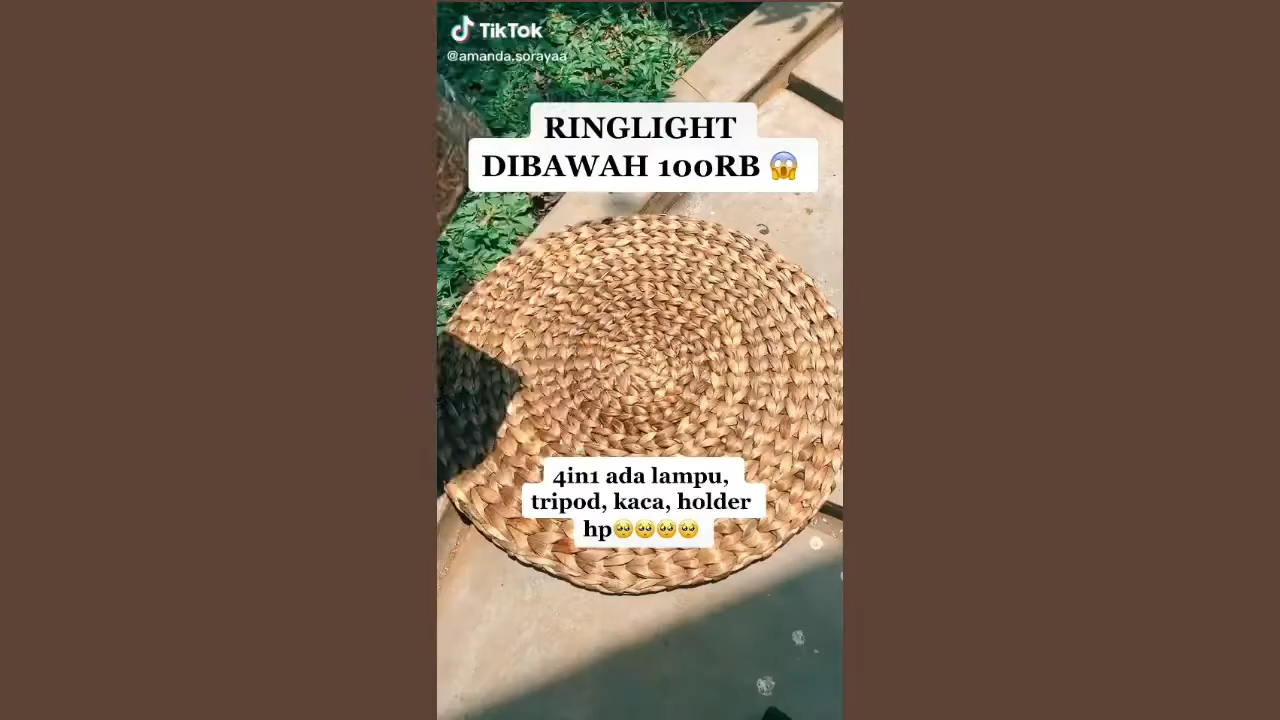 TikTok
@amanda.sorayaa
RINGLIGHT
DIBAWAH 100RB 😱
4in1 ada lampu,
tripod, kaca, holder
hp🥺🥺🥺🥺